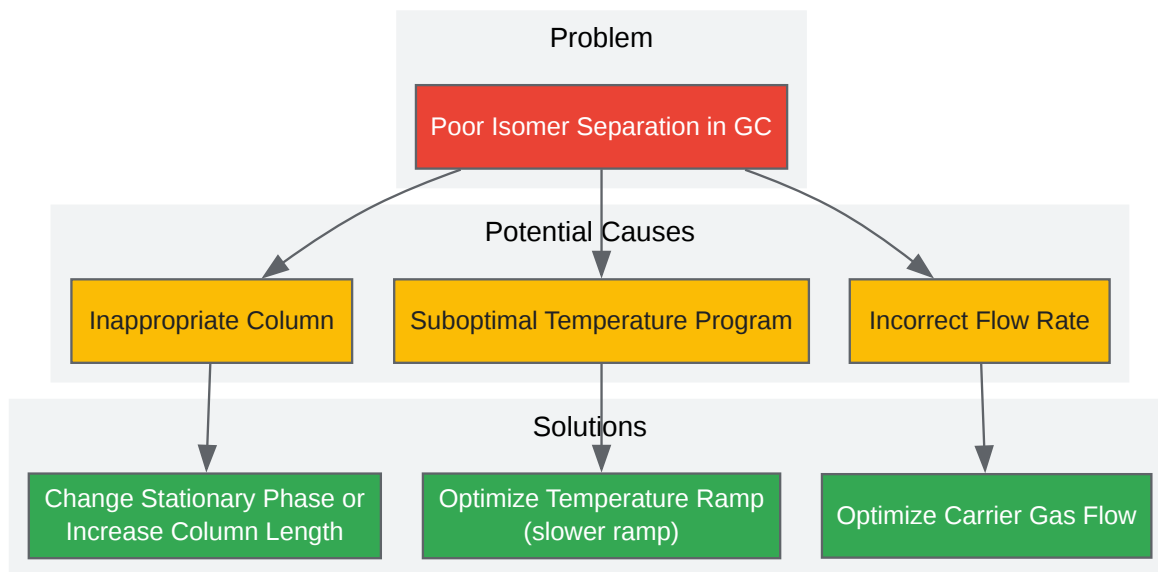 Problem
Poor Isomer Separation in GC
Potential Causes
Inappropriate Column
Suboptimal Temperature Program
Incorrect Flow Rate
Solutions
Change Stationary Phase or
Increase Column Length
Optimize Temperature Ramp
(slower ramp)
Optimize Carrier Gas Flow